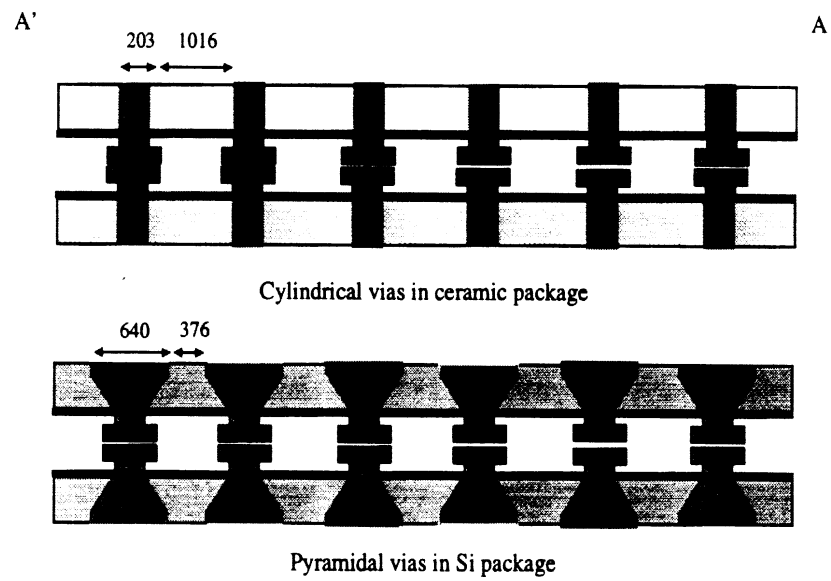 A' A
203 1016
Cylindrical vias in ceramic package
640 376
Pyramidal vias in Si package